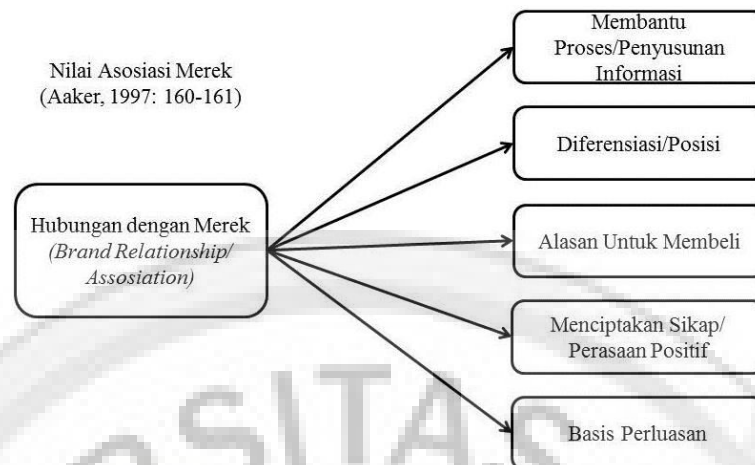 Nilai Asosiasi Merek
(Aaker, 1997: 160-161)
Hubungan dengan Merek
(Brand Relationship/
Assosiation)
Membantu
Proses/Penyusunan
Informasi
Diferensiasi/Posisi
Alasan Untuk Membeli
Menciptakan Sikap/
Perasaan Positif
Basis Perluasan
SITAS